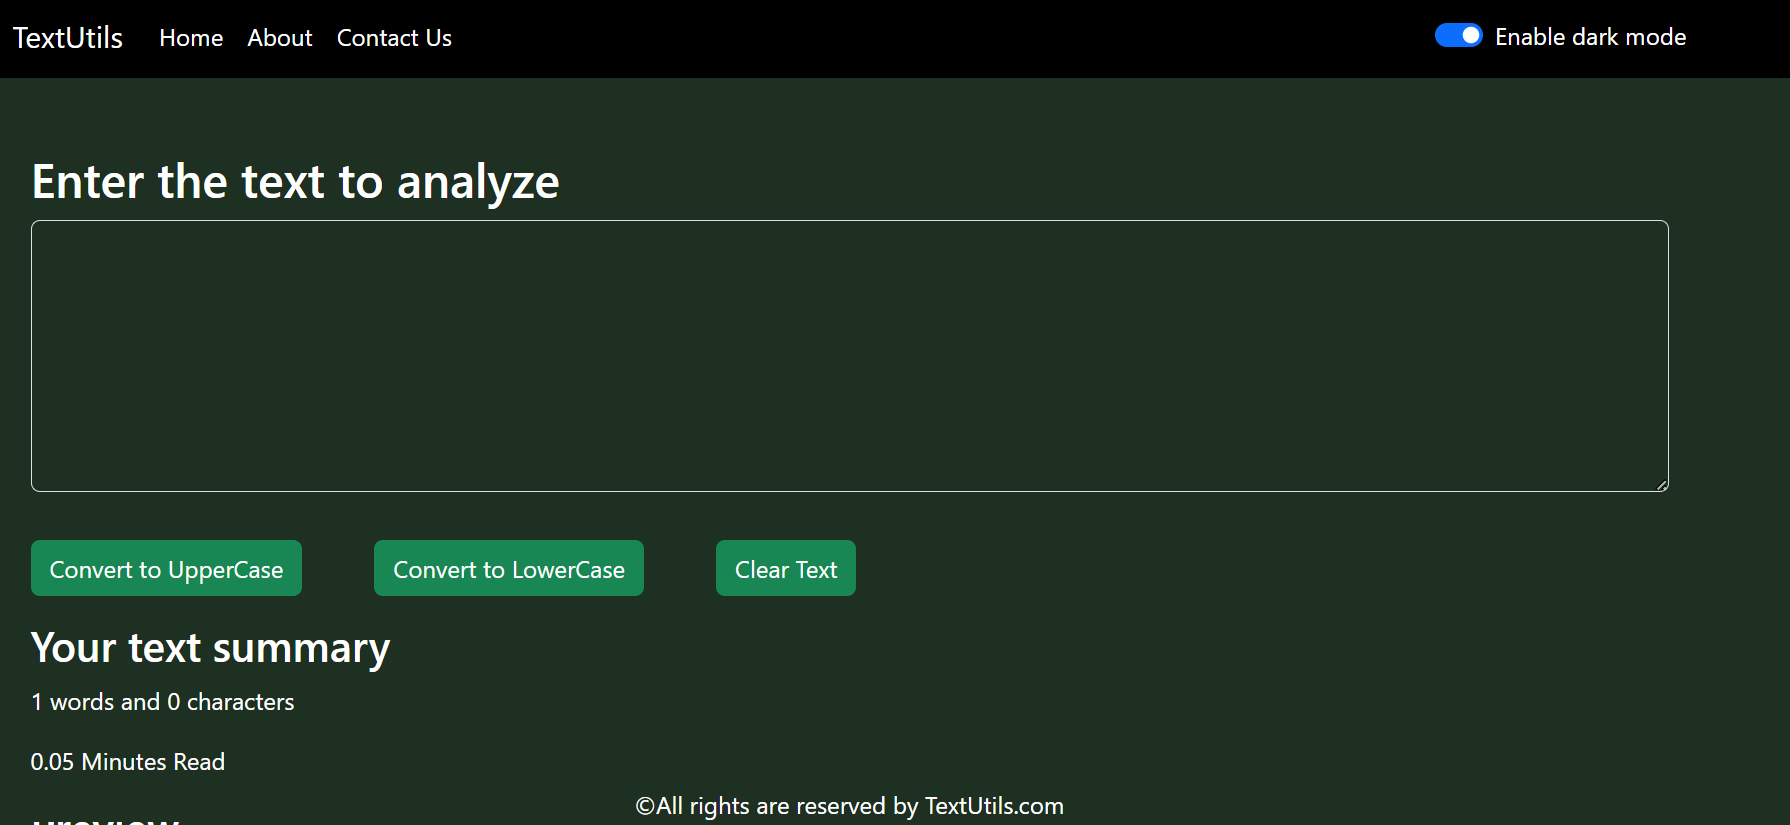 TextUtils Home About Contact Us Enable dark mode
Enter the text to analyze
Convert to UpperCase Convert to LowerCase Clear Text
Your text summary
1 words and 0 characters
0.05 Minutes Read
©All rights are reserved by TextUtils.com